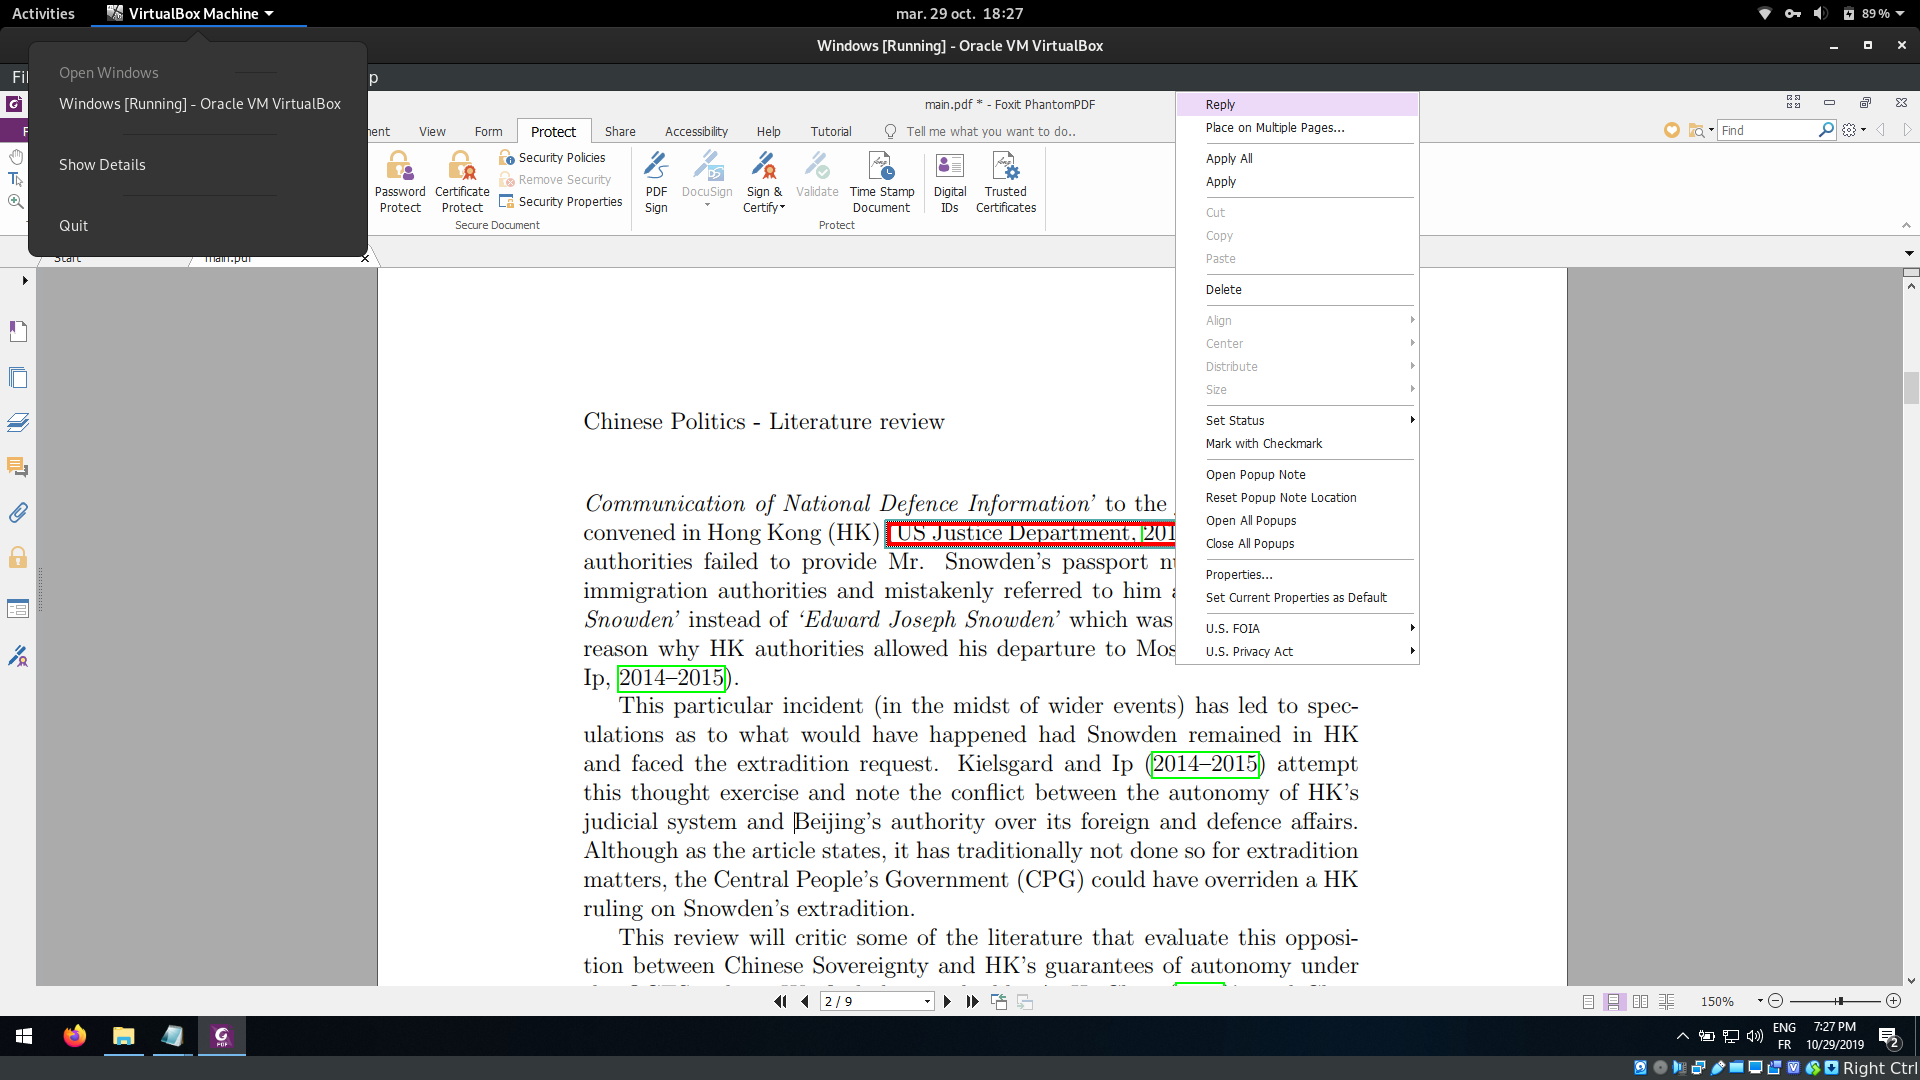 Activities
VirtualBox Machine
mar. 29 oct. 18:27
89 %
Windows [Running] - Oracle VM VirtualBox
Open Windows
Windows [Running] - Oracle VM VirtualBox
Show Details
Quit
main.pdf * - Foxit PhantomPDF
View
Form
Protect
Share
Accessibility
Help
Tutorial
Tell me what you want to do..
Find
Password Protect
Certificate Protect
Security Policies
Remove Security
Security Properties
Secure Document
PDF Sign
DocuSign
Sign & Certify
Validate
Time Stamp Document
Digital IDs
Trusted Certificates
Protect
Start
main.pdf
Reply
Place on Multiple Pages...
Apply All
Apply
Cut
Copy
Paste
Delete
Align
Center
Distribute
Size
Set Status
Mark with Checkmark
Open Popup Note
Reset Popup Note Location
Open All Popups
Close All Popups
Properties...
Set Current Properties as Default
U.S. FOIA
U.S. Privacy Act
Chinese Politics - Literature review
Communication of National Defence Information’ to the
convened in Hong Kong (HK) US Justice Department, 201
authorities failed to provide Mr. Snowden’s passport
immigration authorities and mistakenly referred to him
Snowden’ instead of ‘Edward Joseph Snowden’ which was
reason why HK authorities allowed his departure to Mos
Ip, 2014–2015).
This particular incident (in the midst of wider events) has led to spec-
ulations as to what would have happened had Snowden remained in HK
and faced the extradition request. Kielsgard and Ip (2014–2015) attempt
this thought exercise and note the conflict between the autonomy of HK’s
judicial system and Beijing’s authority over its foreign and defence affairs.
Although as the article states, it has traditionally not done so for extradition
matters, the Central People’s Government (CPG) could have overriden a HK
ruling on Snowden’s extradition.
This review will critic some of the literature that evaluate this opposi-
tion between Chinese Sovereignty and HK’s guarantees of autonomy under
2 / 9
150%
ENG
FR
7:27 PM
10/29/2019
2
Right Ctrl